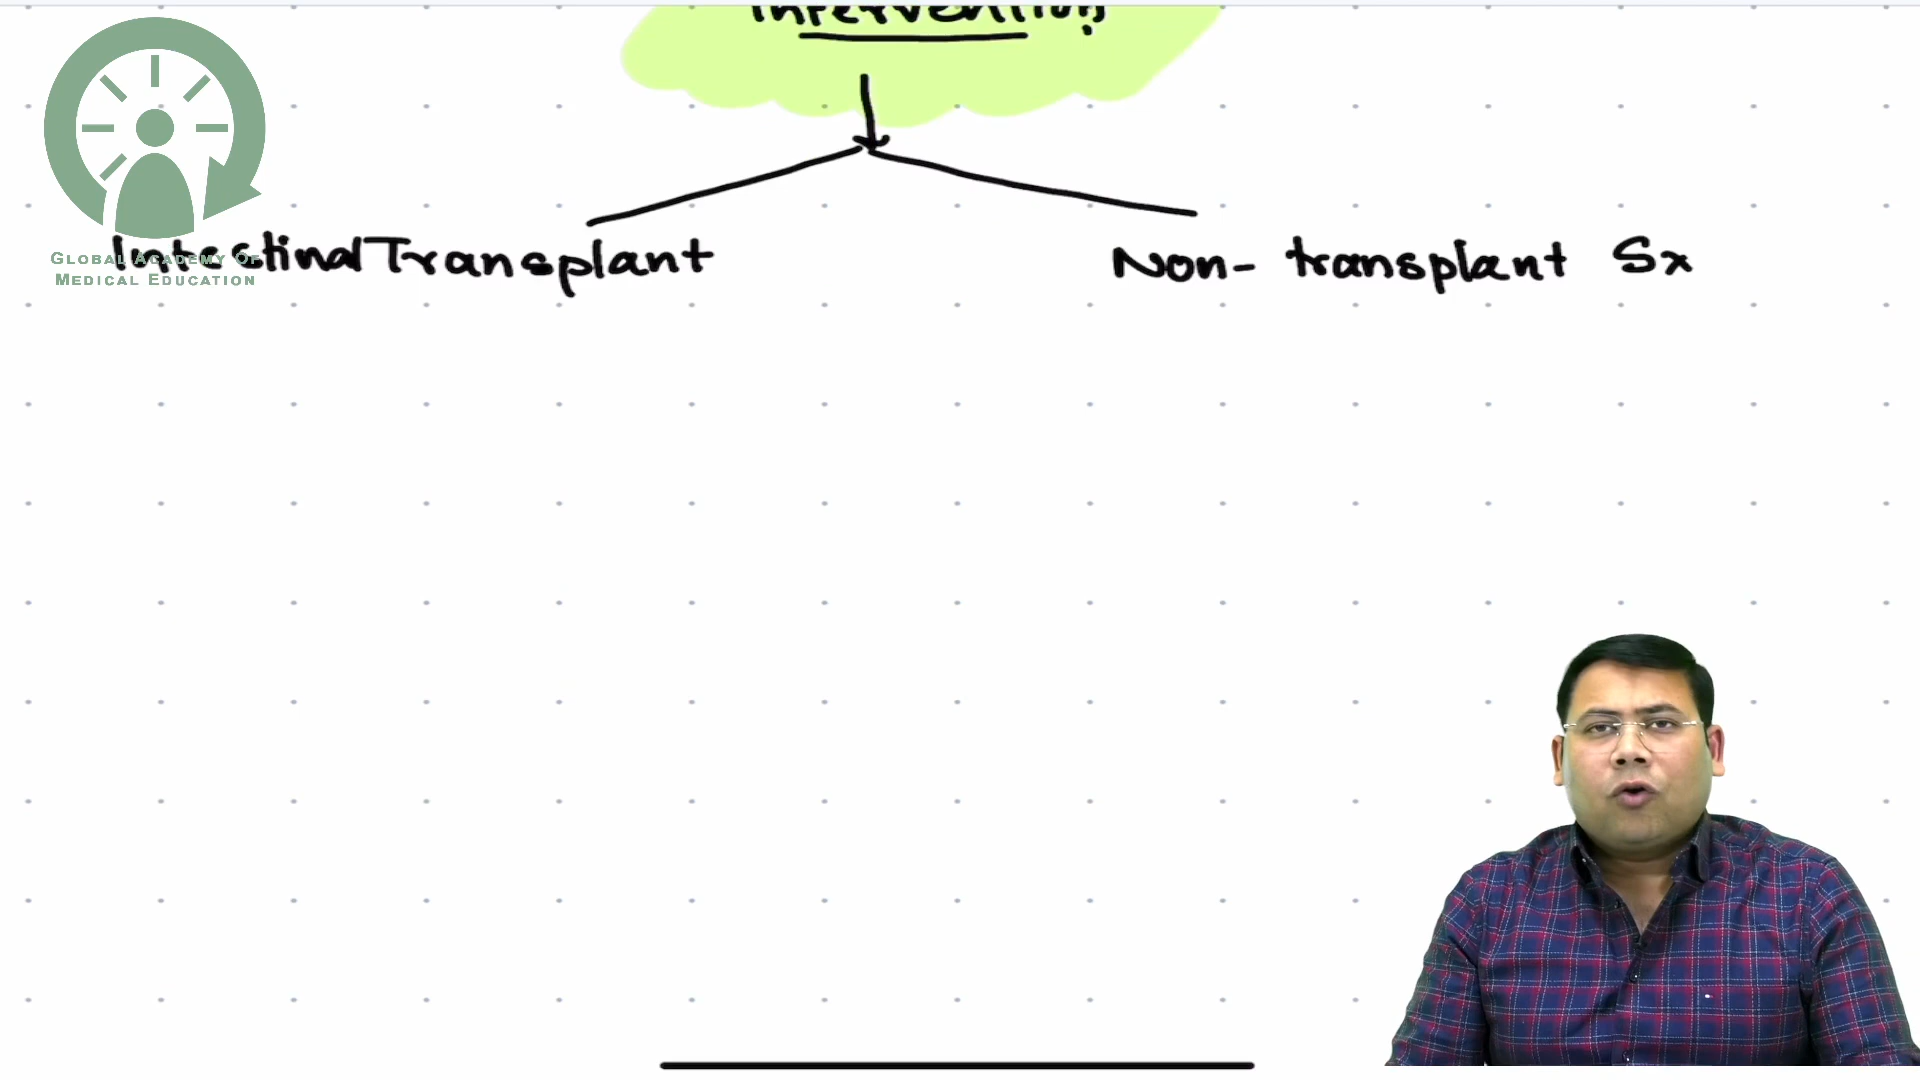 Intervention
GLOBAL ACADEMY OF
MEDICAL EDUCATION
Intestinal Transplant
Non- transplant Sx